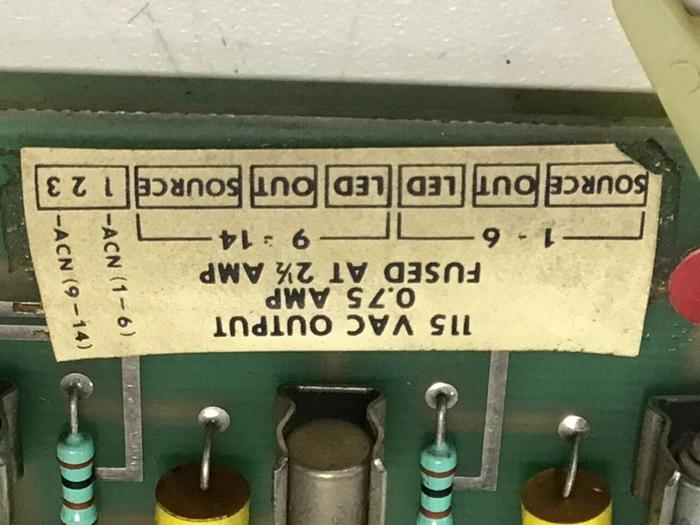 115 VAC OUTPUT
0.75 AMP
FUSED AT 2½ AMP
1 - 6 9 - 14
SOURCE OUT LED LED OUT SOURCE 1 2 3
-ACN (1-6)
-ACN (9-14)